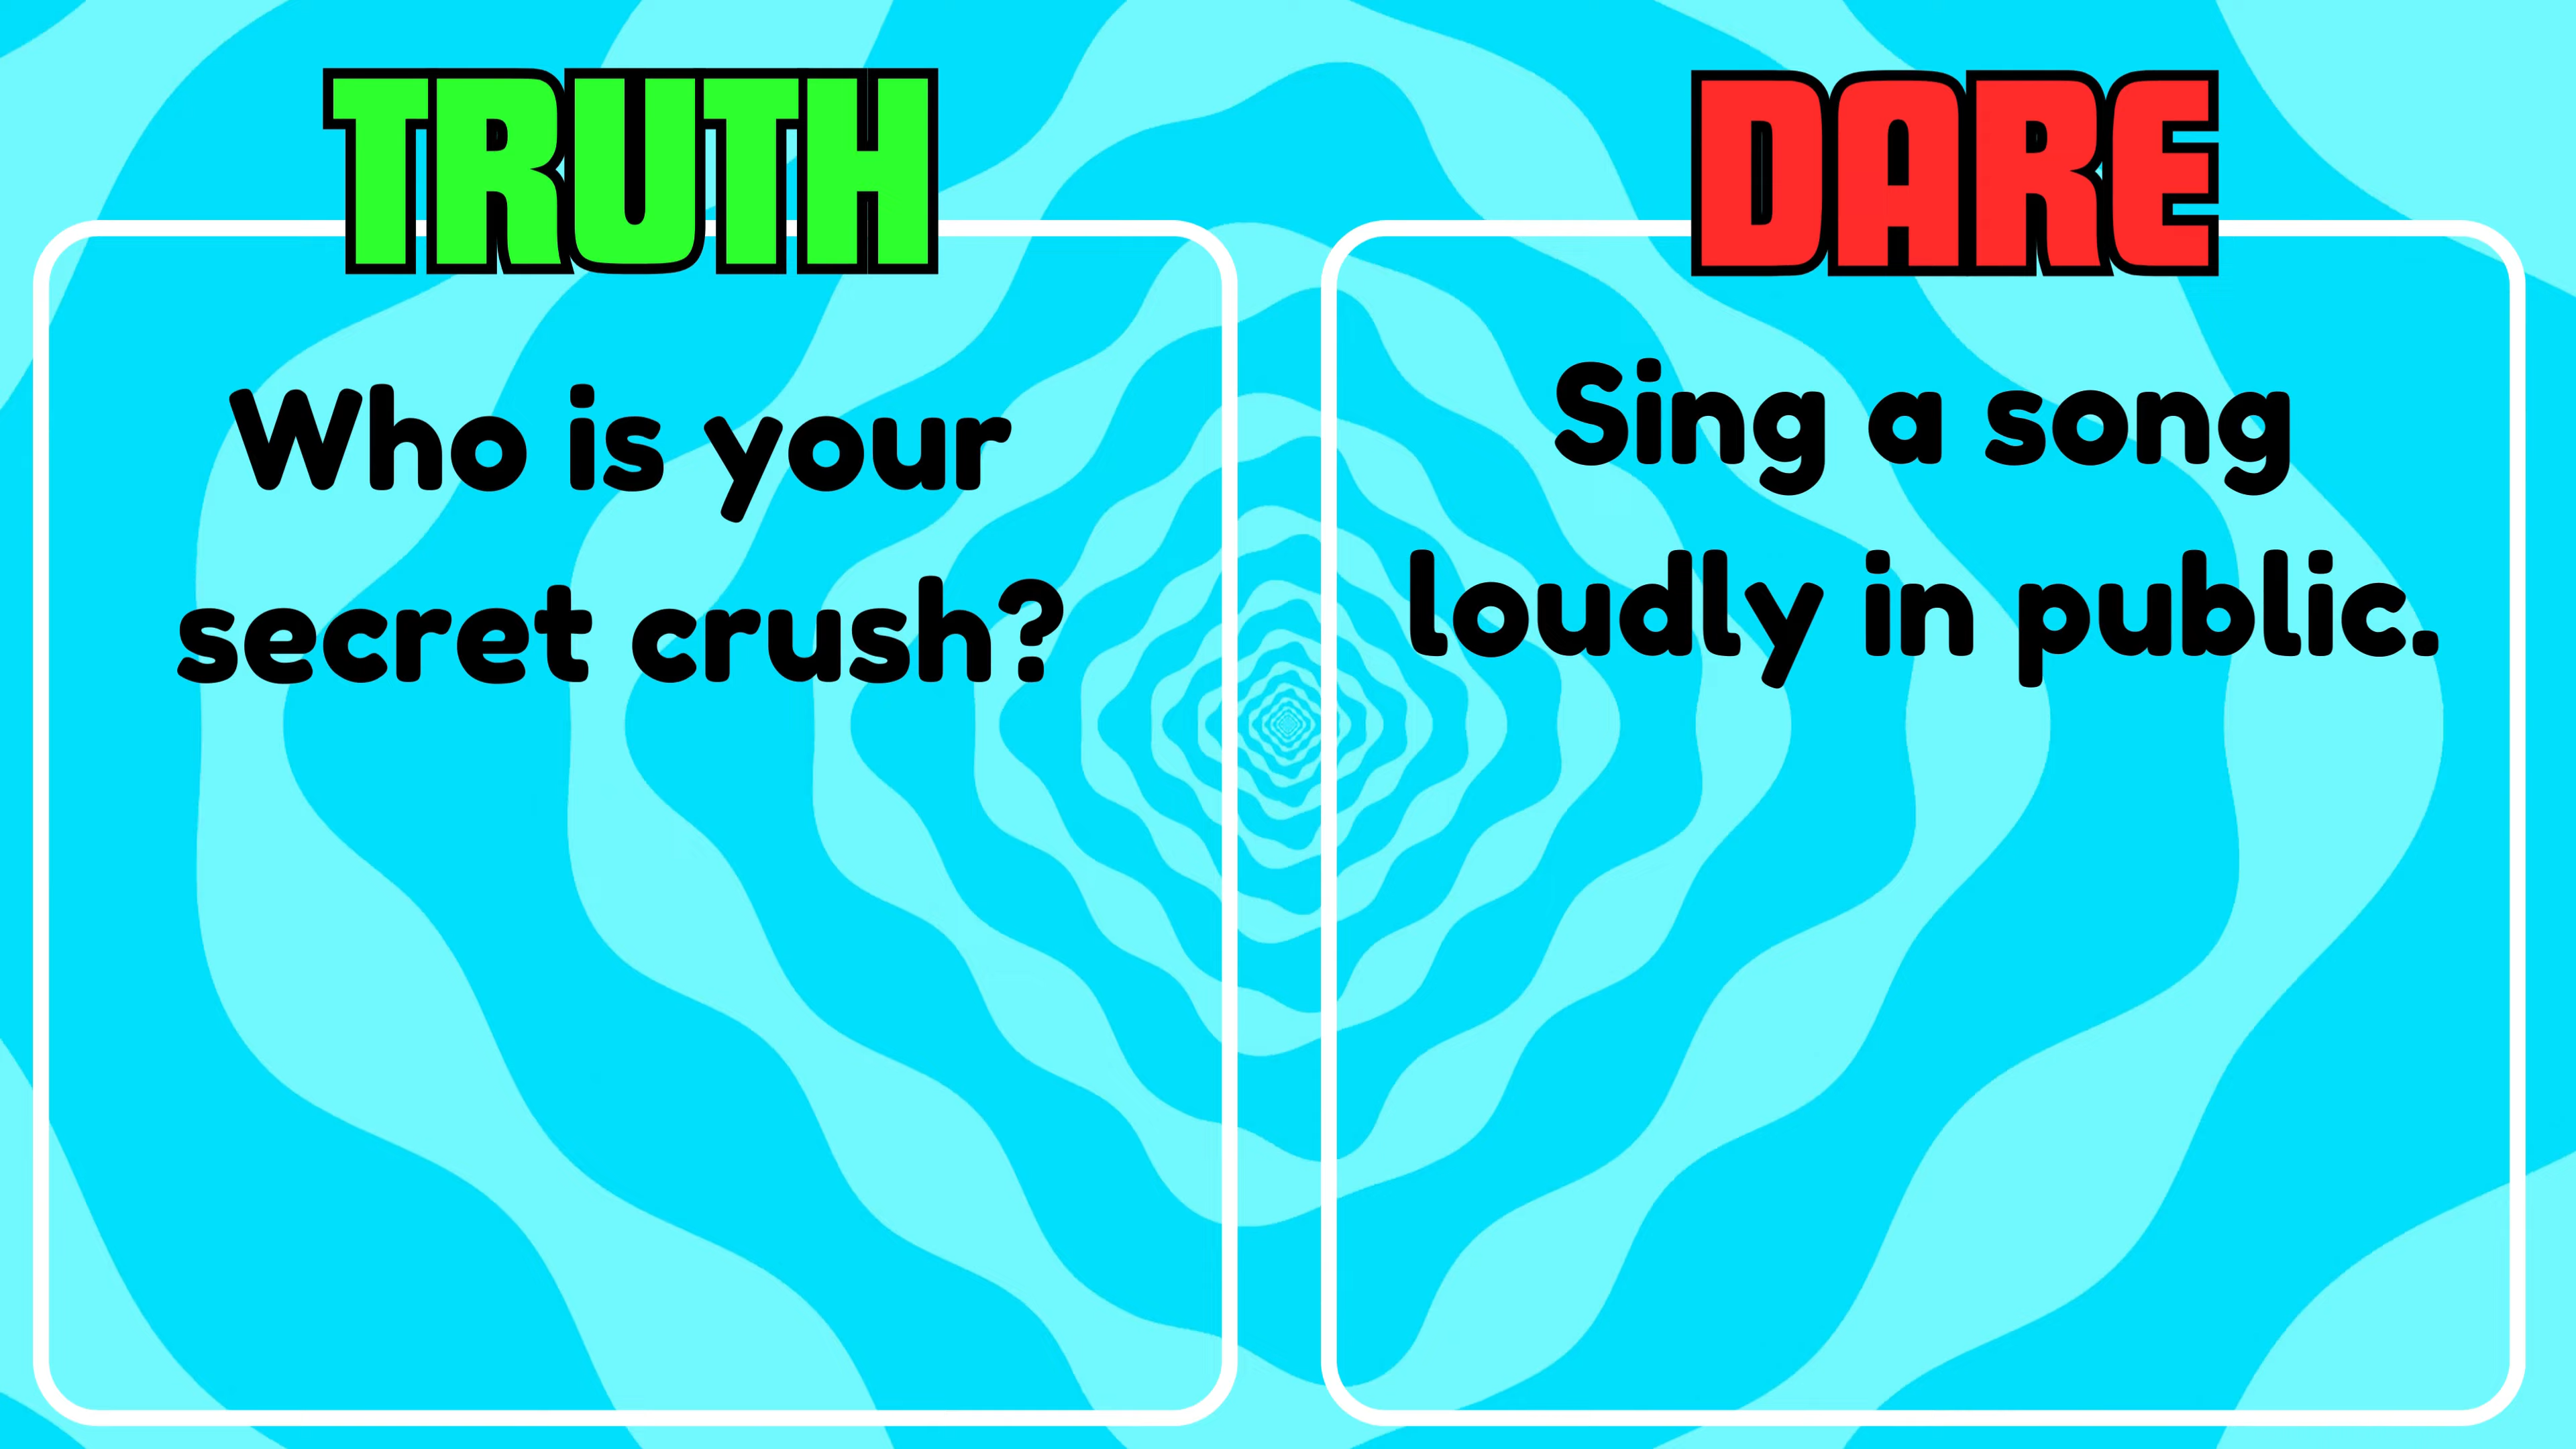 TRUTH
Who is your
secret crush?
DARE
Sing a song
loudly in public.